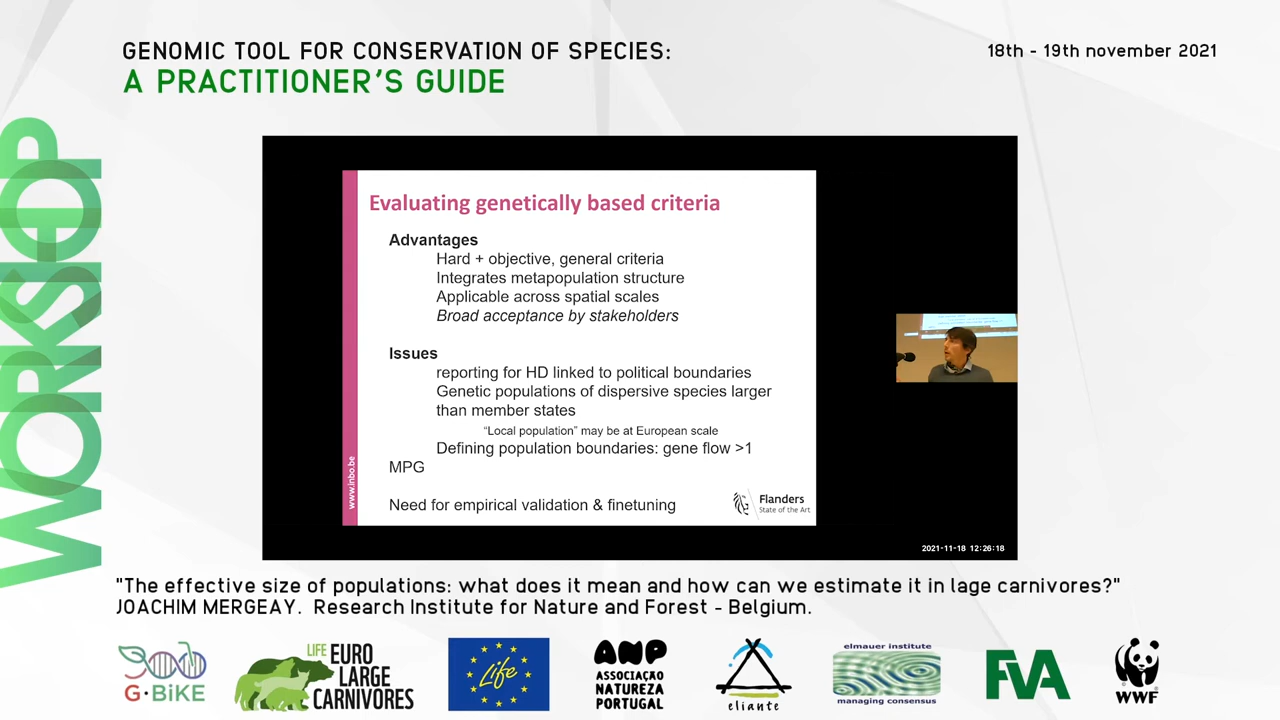 GENOMIC TOOL FOR CONSERVATION OF SPECIES:
A PRACTITIONER'S GUIDE
18th - 19th november 2021
WORKSHOP
Evaluating genetically based criteria
Advantages
Hard + objective, general criteria
Integrates metapopulation structure
Applicable across spatial scales
Broad acceptance by stakeholders
Issues
reporting for HD linked to political boundaries
Genetic populations of dispersive species larger
than member states
“Local population” may be at European scale
Defining population boundaries: gene flow >1
MPG
Need for empirical validation & finetuning
www.inbo.be
Flanders
State of the Art
2021-11-18 12:26:18
"The effective size of populations: what does it mean and how can we estimate it in lage carnivores?"
JOACHIM MERGEAY. Research Institute for Nature and Forest - Belgium.
G·BiKE
LIFE EURO
LARGE
CARNIVORES
Life
ANP
ASSOCIAÇÃO
NATUREZA
PORTUGAL
eliante
elmauer institute
managing consensus
FVA
WWF